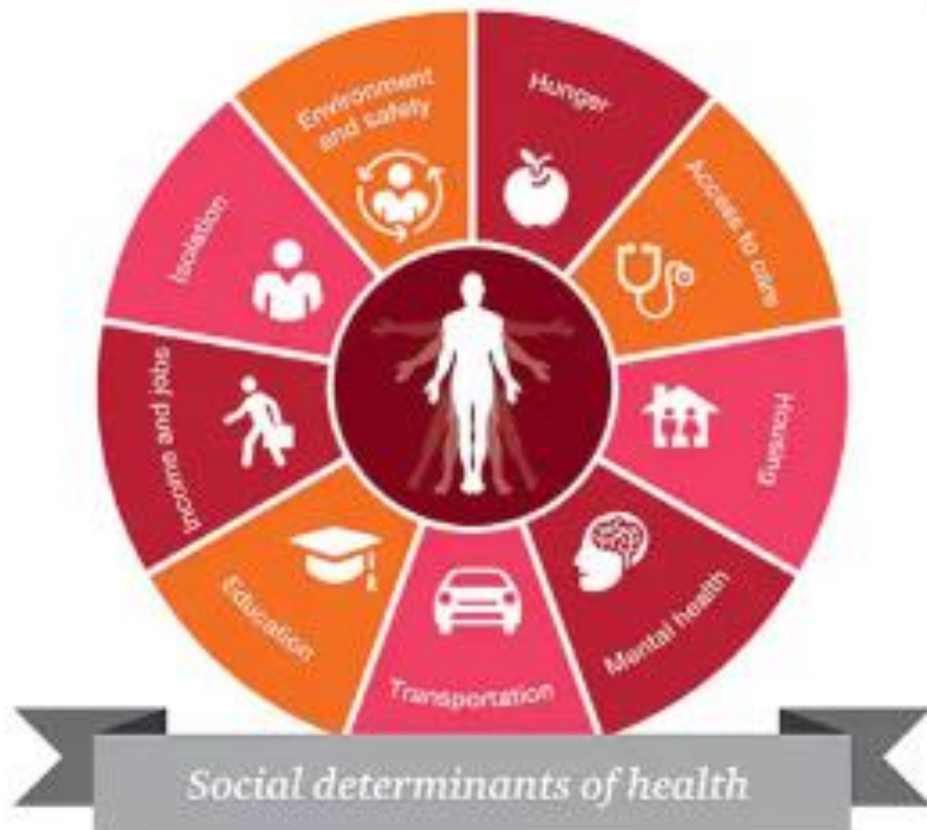 Hunger
Access to care
Housing
Mental health
Transportation
Education
Income and jobs
Isolation
Environment
and safety
Social determinants of health